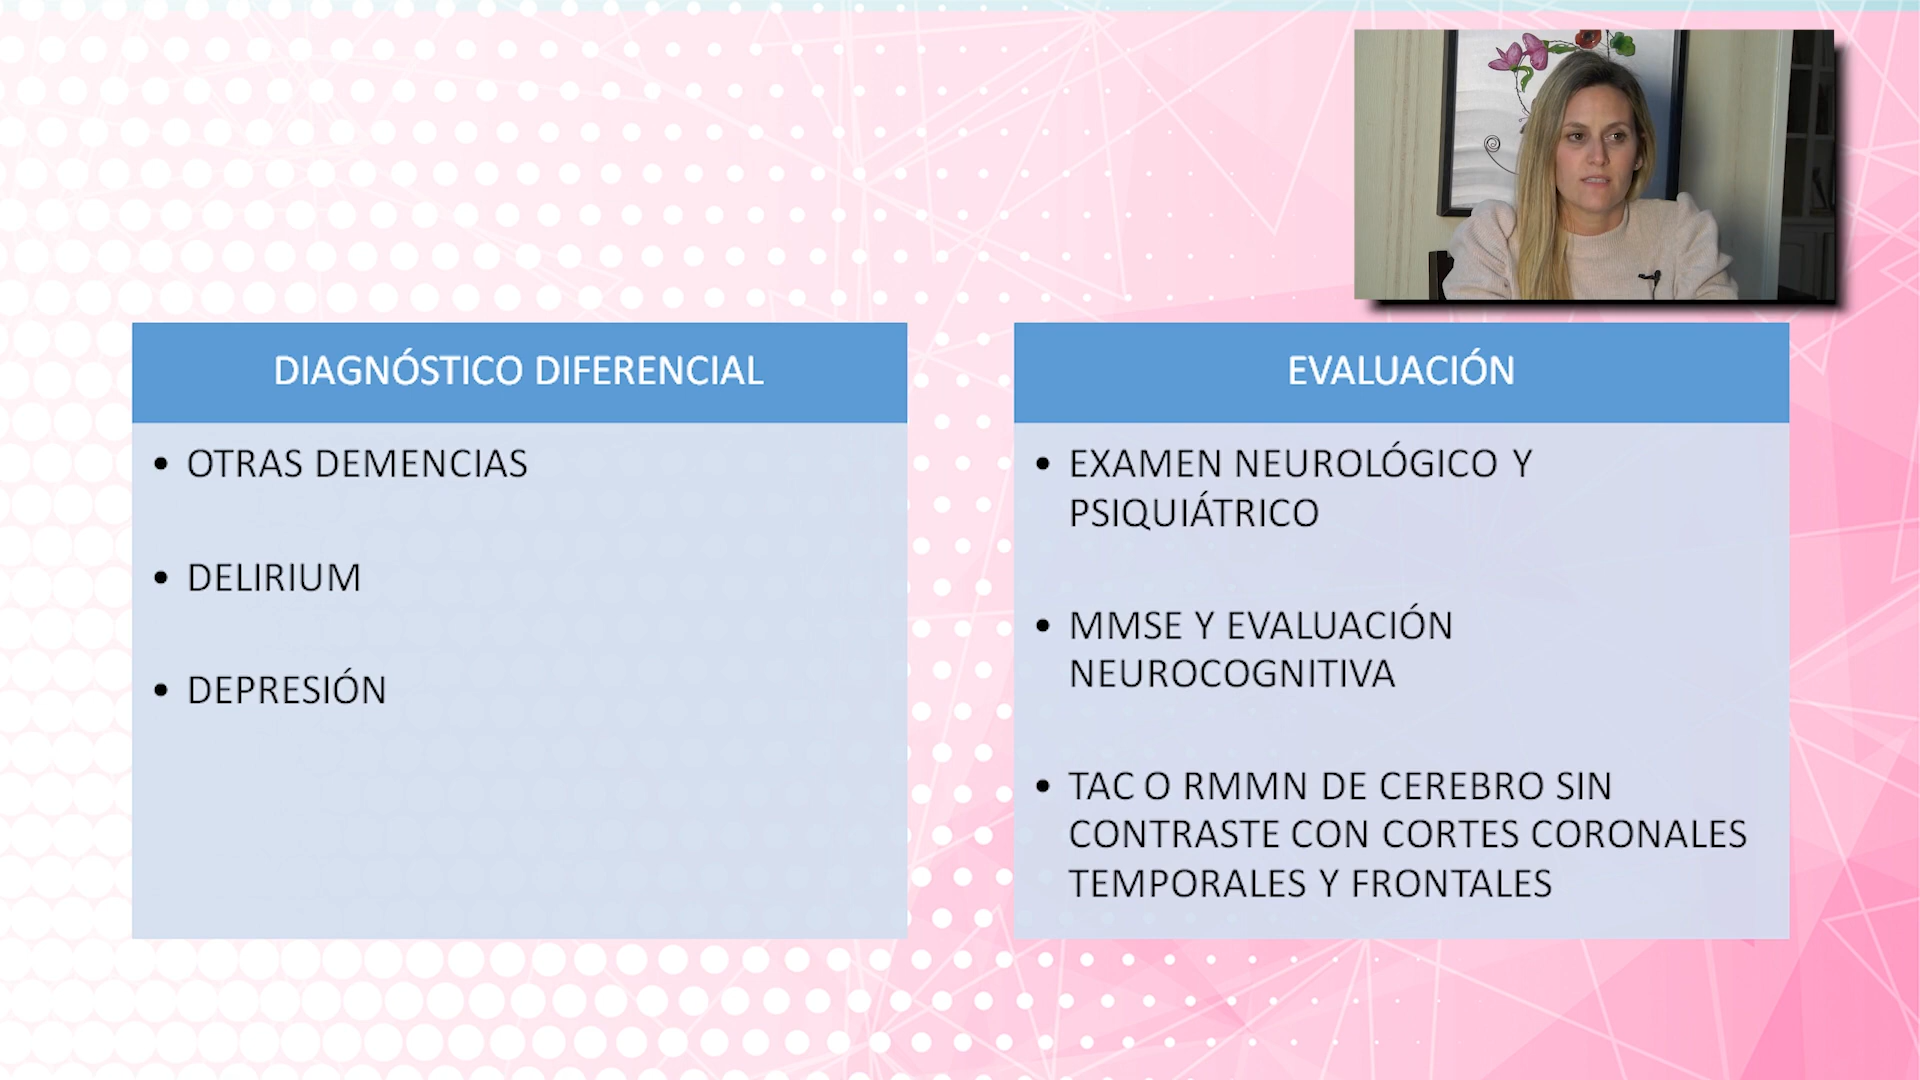 DIAGNÓSTICO DIFERENCIAL
• OTRAS DEMENCIAS
• DELIRIUM
• DEPRESIÓN
EVALUACIÓN
• EXAMEN NEUROLÓGICO Y
PSIQUIÁTRICO
• MMSE Y EVALUACIÓN
NEUROCOGNITIVA
• TAC O RMMN DE CEREBRO SIN
CONTRASTE CON CORTES CORONALES
TEMPORALES Y FRONTALES